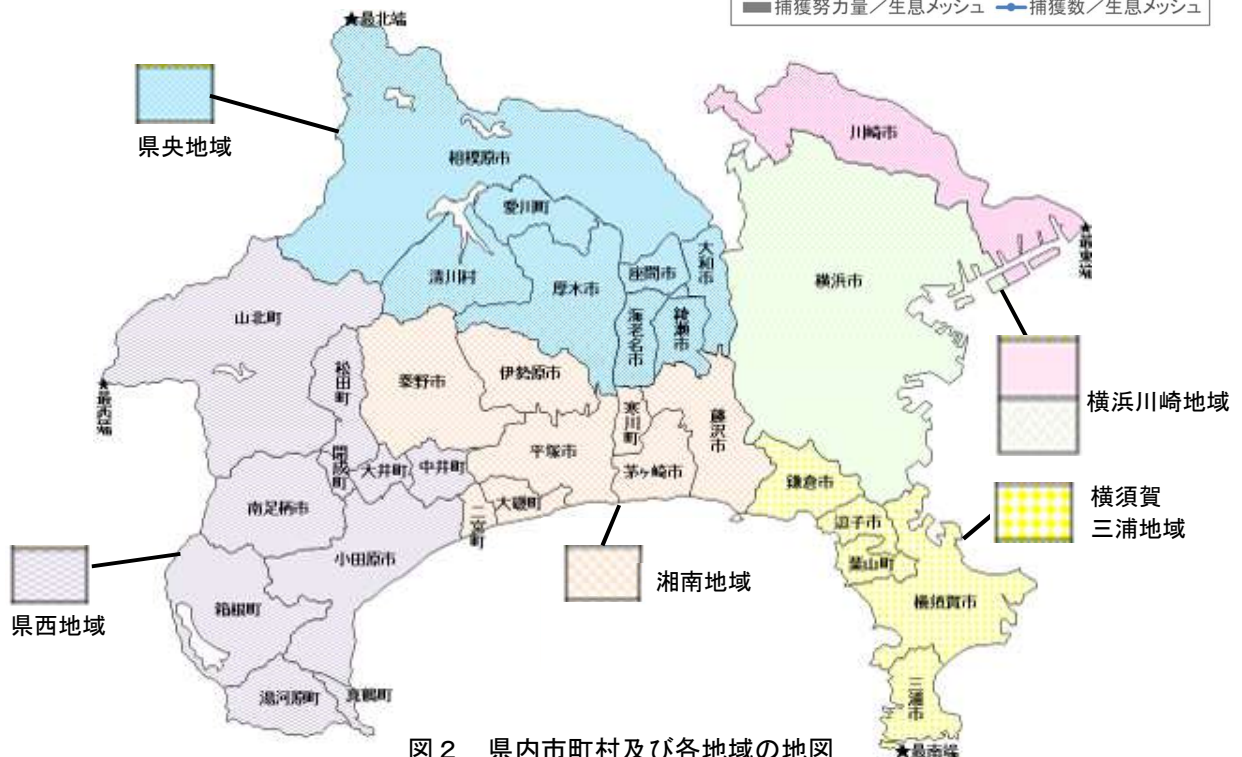 捕獲努力量／生息メッシュ 捕獲数／生息メッシュ
★最北端
県央地域
川崎市
相模原市
愛川町
★最東端
大和市
座間市
清川村
厚木市
横浜市
海老名市
綾瀬市
山北町
松田町
秦野市
伊勢原市
★最西端
寒川町
藤沢市
横浜川崎地域
開成町
大井町
中井町
平塚市
茅ヶ崎市
鎌倉市
南足柄市
大磯町
二宮町
逗子市
横須賀
三浦地域
小田原市
葉山町
湘南地域
箱根町
横須賀市
県西地域
湯河原町
真鶴町
三浦市
図２ 県内市町村及び各地域の地図
★最南端